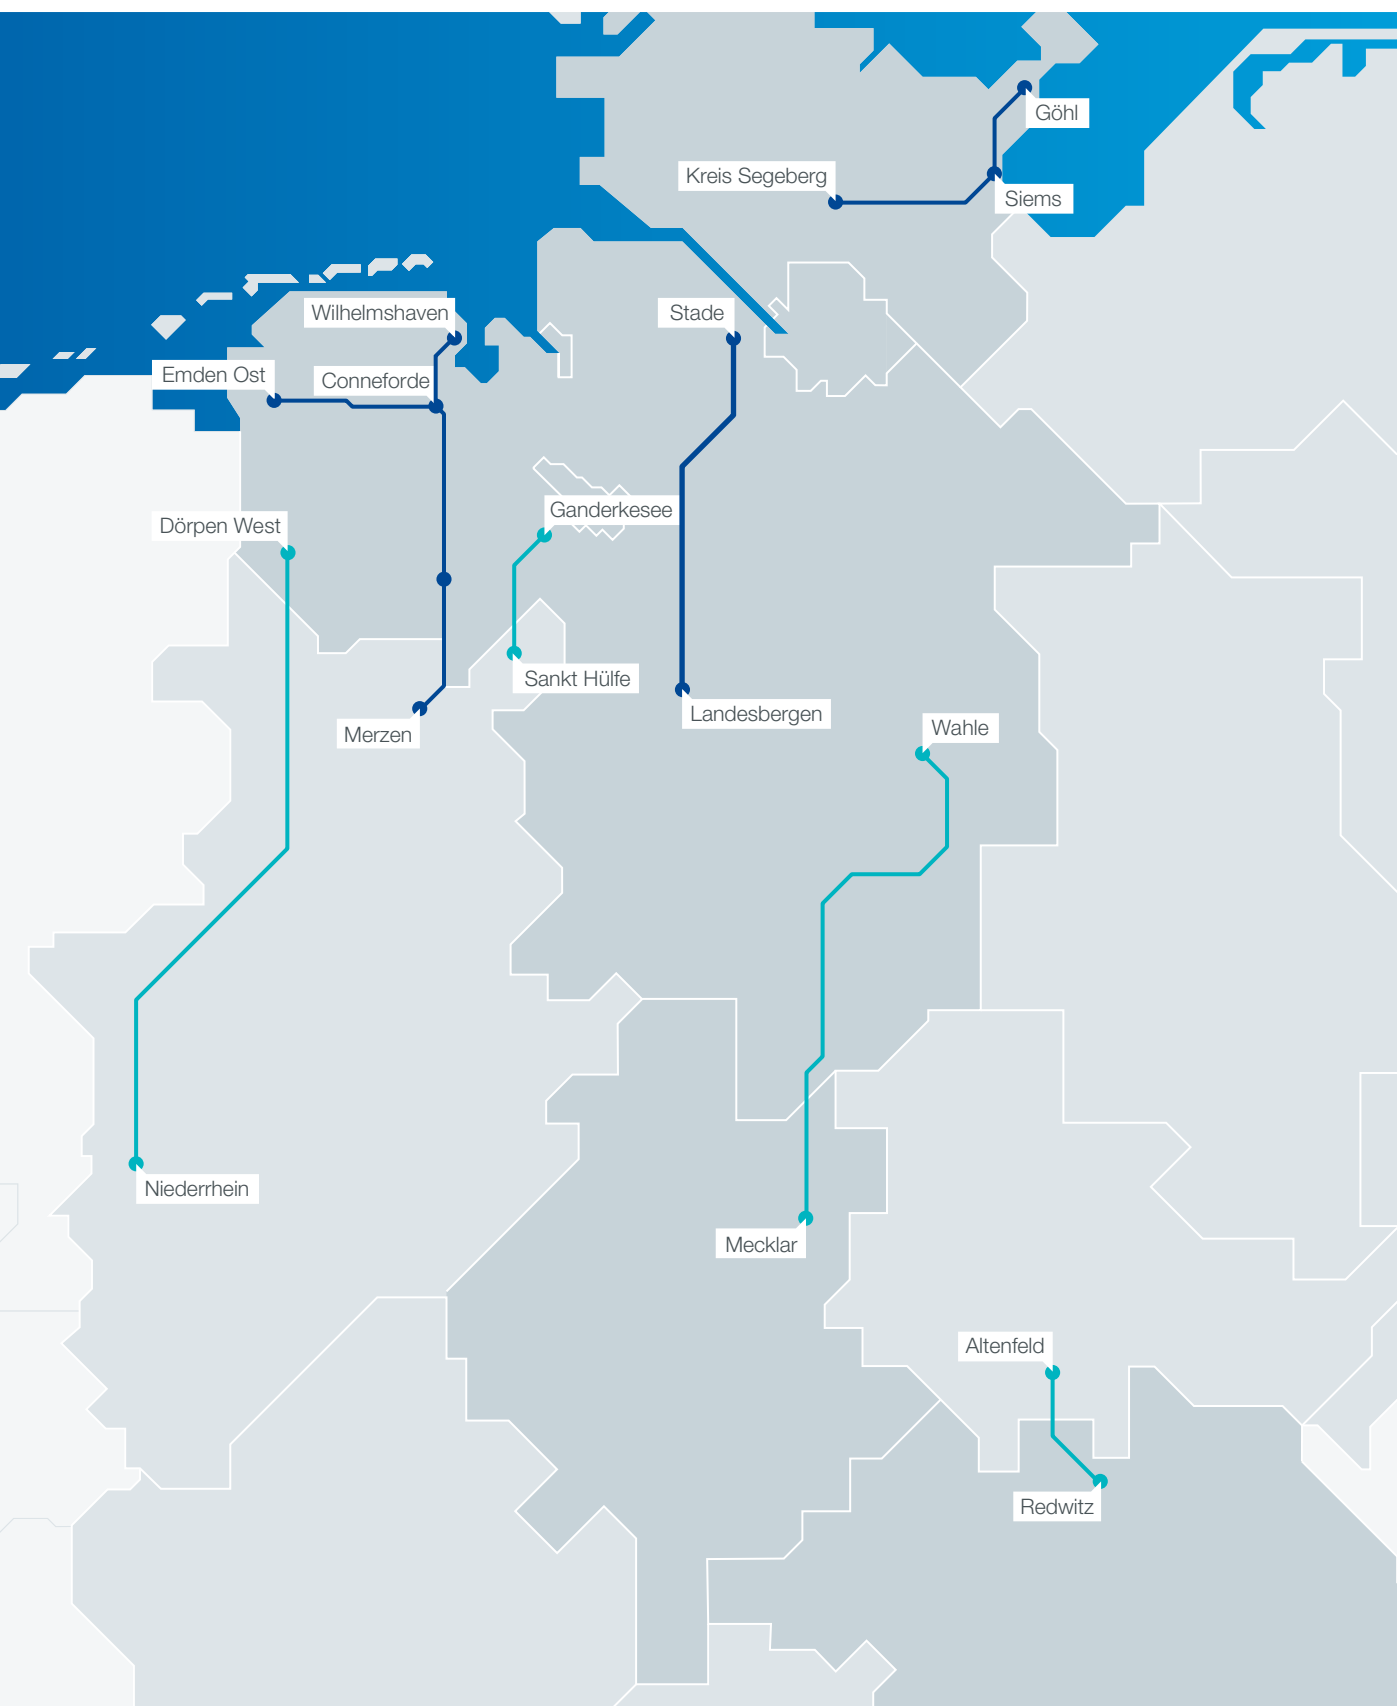 Göhl
Kreis Segeberg
Siems
Wilhelmshaven
Stade
Emden Ost
Conneforde
Ganderkesee
Dörpen West
Sankt Hülfe
Landesbergen
Merzen
Wahle
Niederrhein
Mecklar
Altenfeld
Redwitz